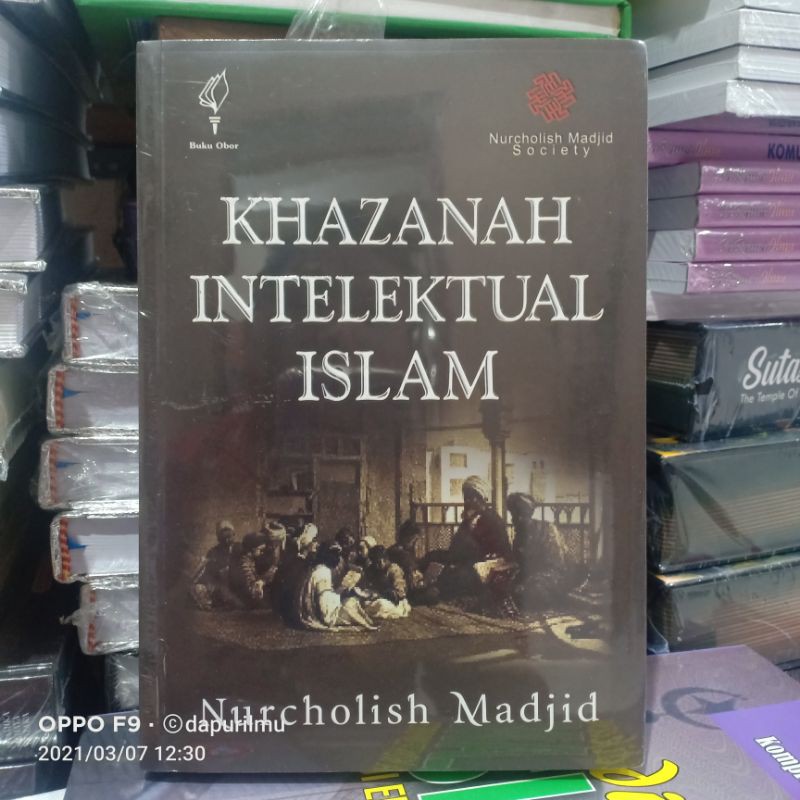 Buku Obor
Nurcholish Madjid
Society
KHAZANAH
INTELEKTUAL
ISLAM
Nurcholish Madjid
KOMU
Suta
The Temple Of
Komp
OPPO F9 · ©dapurilmu
2021/03/07 12:30